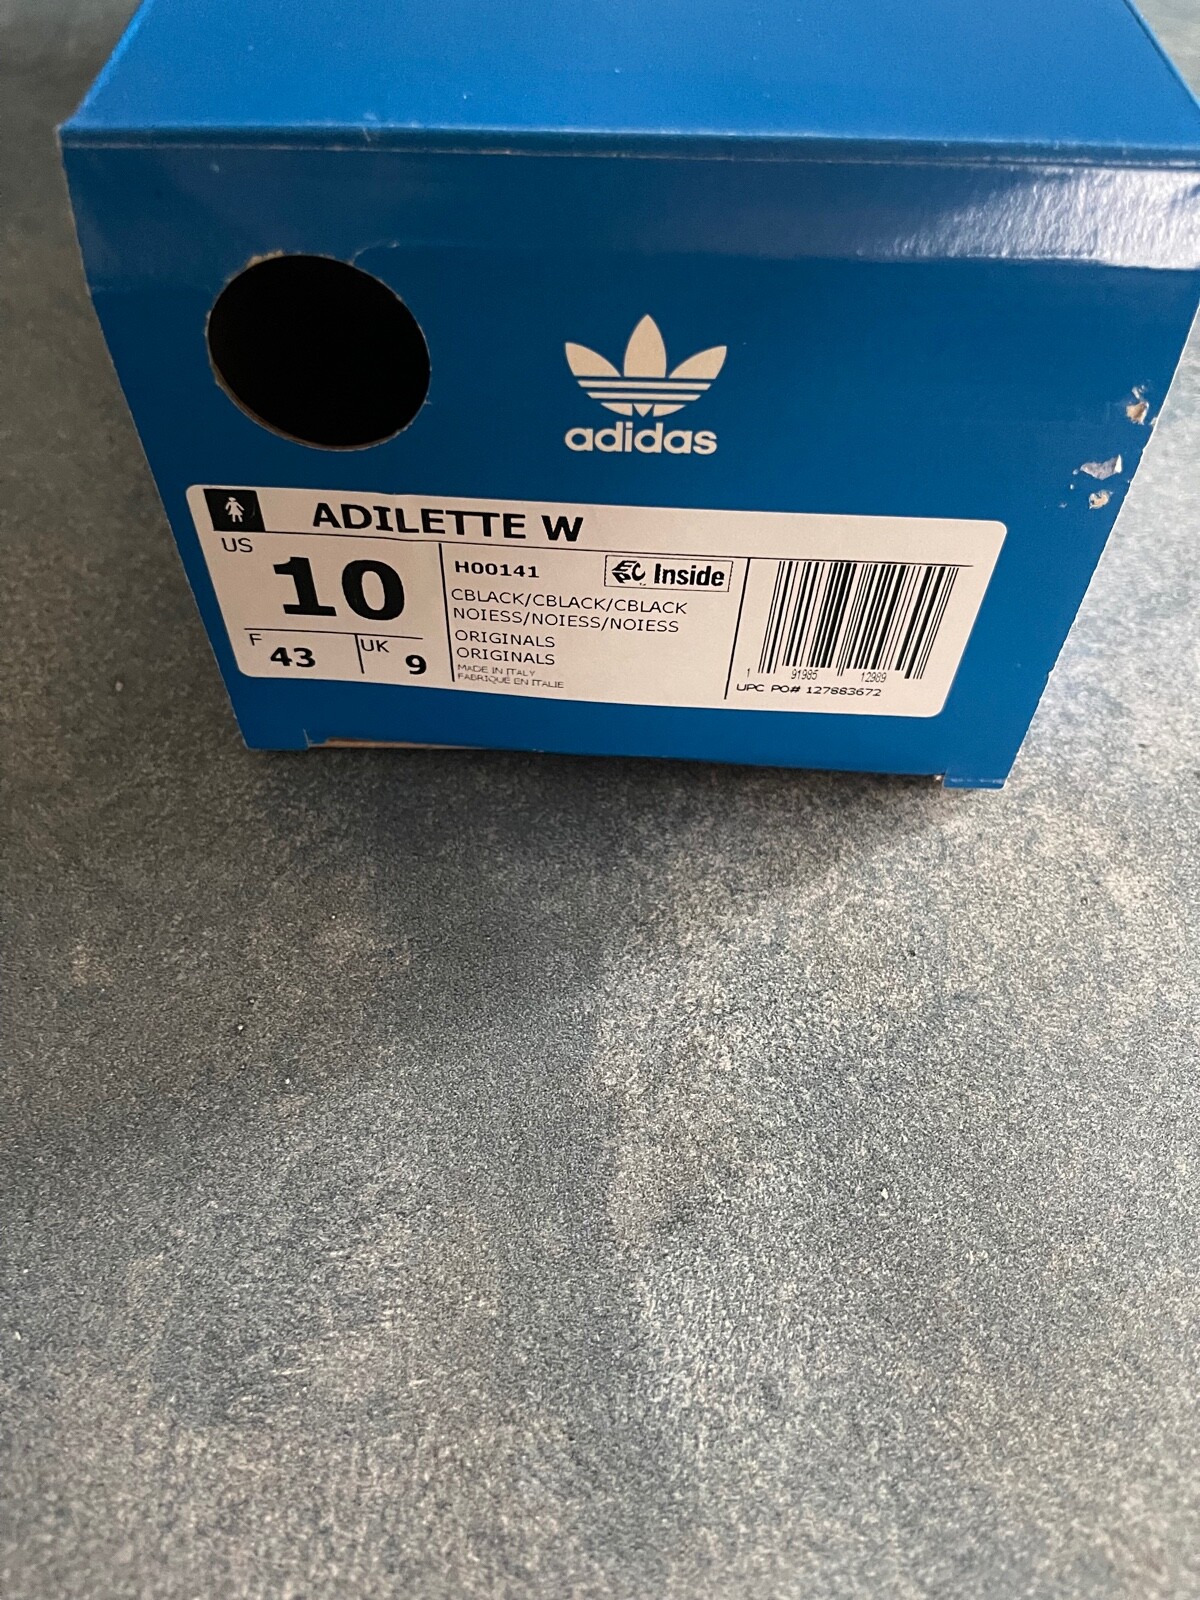 adidas
ADILETTE W
US
10
F 43
UK 9
H00141
EPC Inside
CBLACK/CBLACK/CBLACK
NOIESS/NOIESS/NOIESS
ORIGINALS
ORIGINALS
MADE IN ITALY
FABRIQUÉ EN ITALIE
1 91985 12989
UPC PO# 127883672